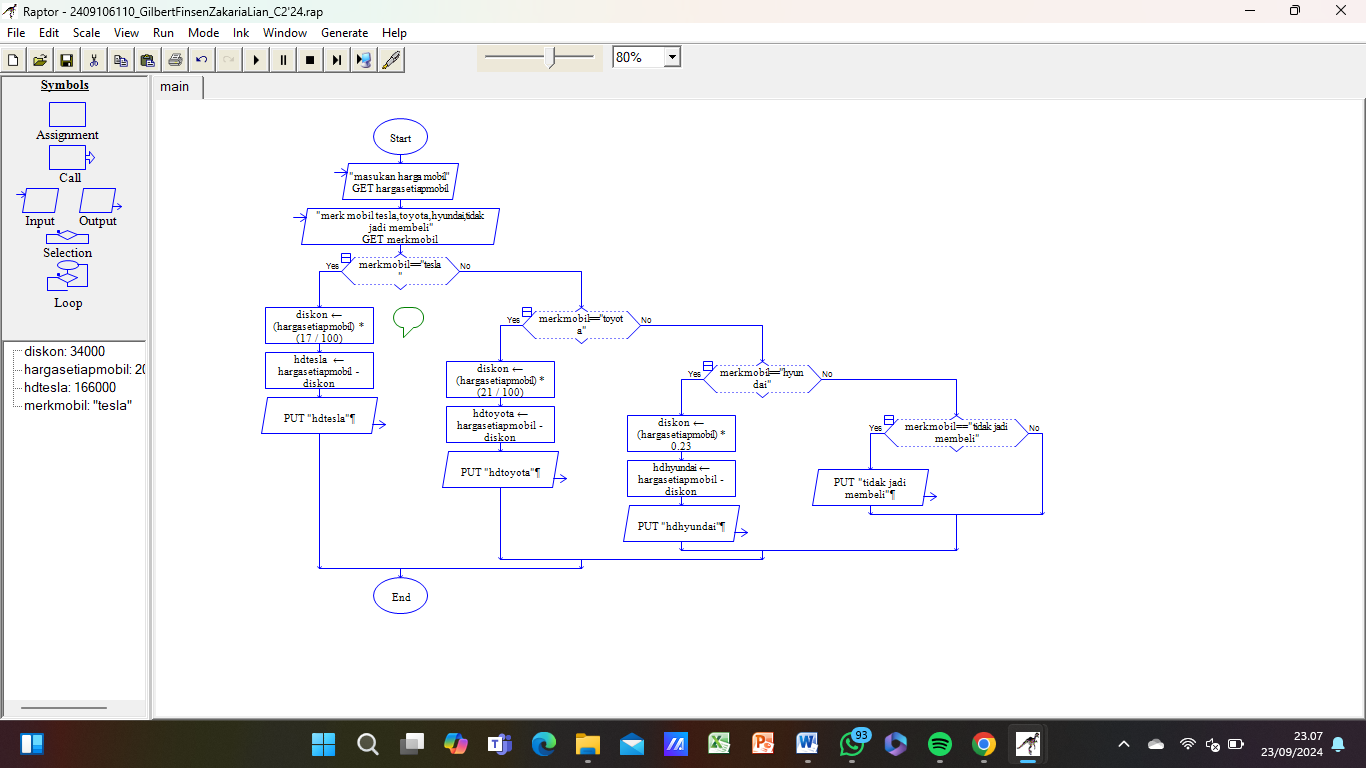 Raptor - 2409106110_GilbertFinsenZakariaLian_C2'24.rap
File Edit Scale View Run Mode Ink Window Generate Help
80%
Symbols
Assignment
Call
Input Output
Selection
Loop
diskon: 34000
hargasetiapmobil: 20
hdtesla: 166000
merkmobil: "tesla"
main
Start
"masukan harga mobil"
GET hargasetiapmobil
"merk mobil tesla,toyota,hyundai,tidak
jadi membeli"
GET merkmobil
Yes
merkmobil=="tesla
"
No
diskon ←
(hargasetiapmobil) *
(17 / 100)
hdtesla ←
hargasetiapmobil -
diskon
PUT "hdtesla"¶
Yes
merkmobil=="toyot
a"
No
diskon ←
(hargasetiapmobil) *
(21 / 100)
hdtoyota ←
hargasetiapmobil -
diskon
PUT "hdtoyota"¶
Yes
merkmobil=="hyun
dai"
No
diskon ←
(hargasetiapmobil) *
0.23
hdhyundai ←
hargasetiapmobil -
diskon
PUT "hdhyundai"¶
Yes
merkmobil=="tidak jadi
membeli"
No
PUT "tidak jadi
membeli"¶
End
93
23.07
23/09/2024